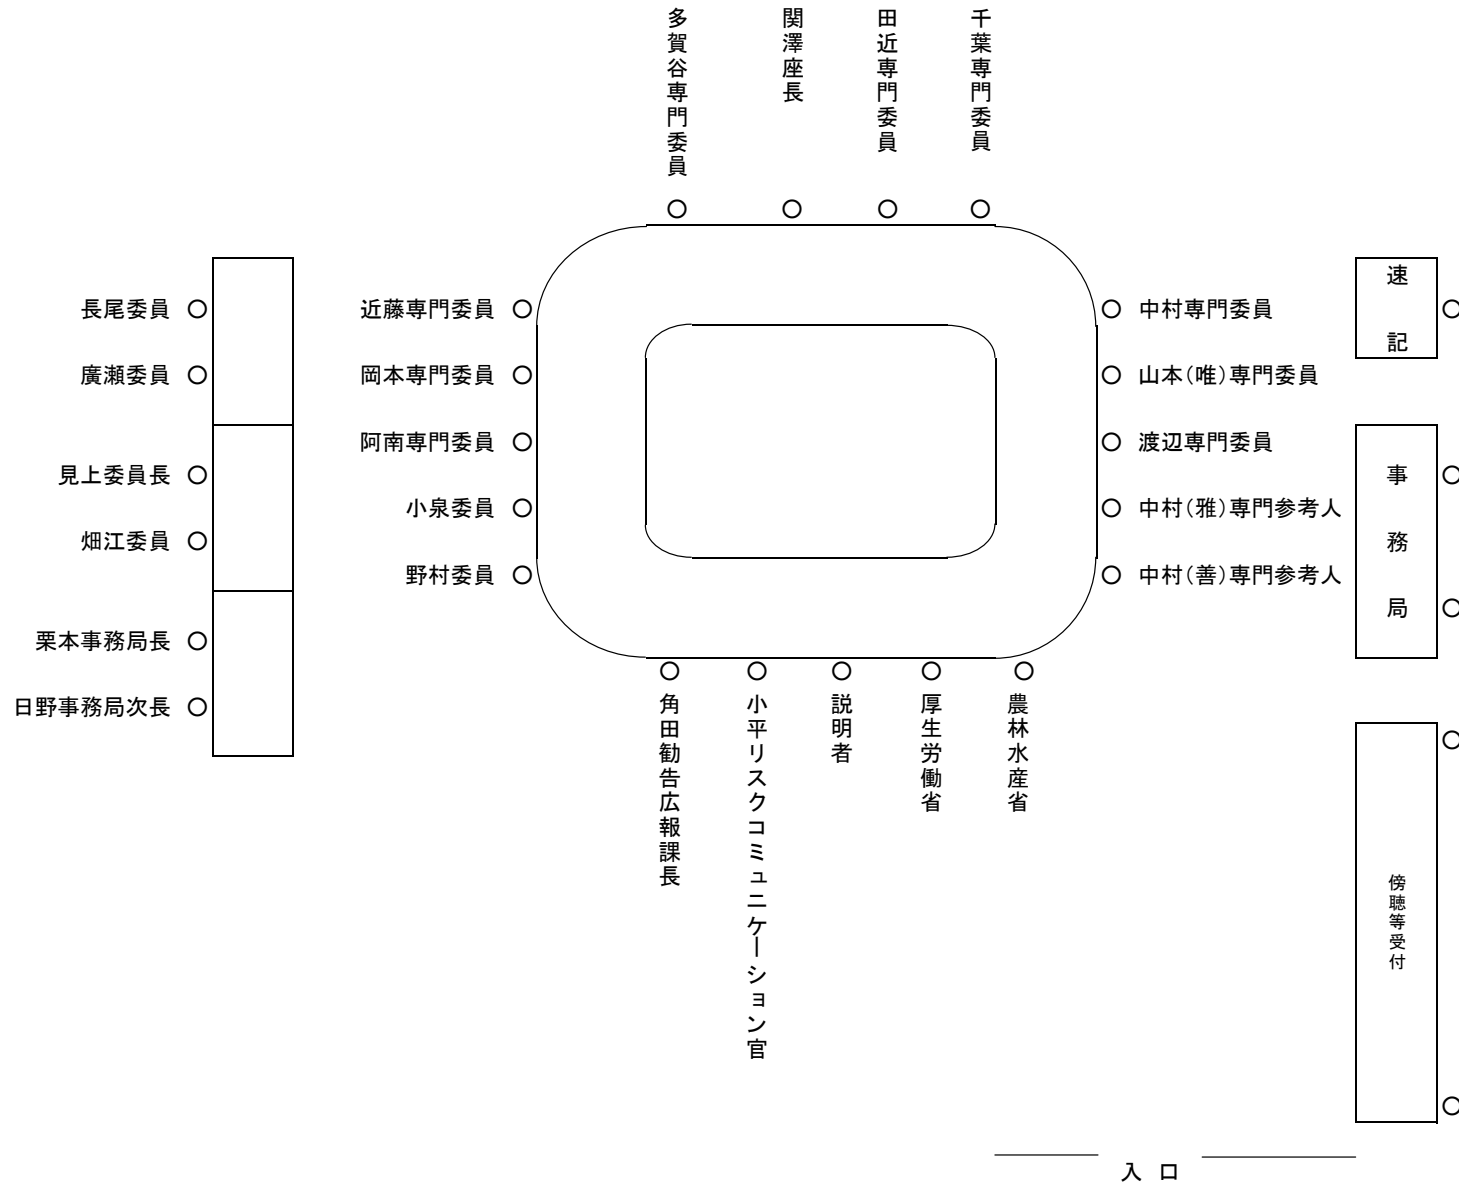 多賀谷専門委員
関澤座長
田近専門委員
千葉専門委員
長尾委員
廣瀬委員
見上委員長
畑江委員
栗本事務局長
日野事務局次長
近藤専門委員
岡本専門委員
阿南専門委員
小泉委員
野村委員
中村専門委員
山本（唯）専門委員
渡辺専門委員
中村（雅）専門参考人
中村（善）専門参考人
速記
事務局
角田勧告広報課長
小平リスクコミュニケーション官
説明者
厚生労働省
農林水産省
傍聴等受付
入 口